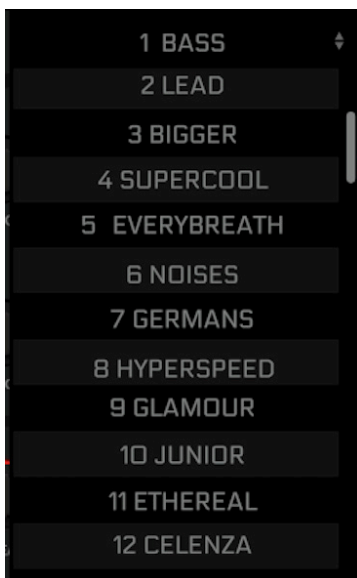 1 BASS
2 LEAD
3 BIGGER
4 SUPERCOOL
5 EVERYBREATH
6 NOISES
7 GERMANS
8 HYPERSPEED
9 GLAMOUR
10 JUNIOR
11 ETHEREAL
12 CELENZA